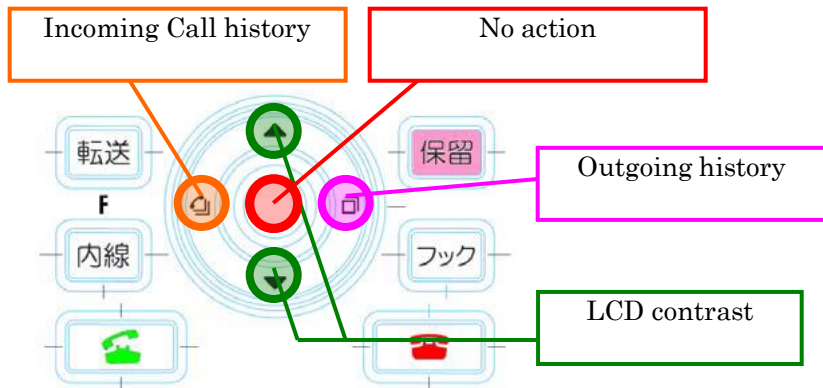 Incoming Call history
No action
転送
保留
Outgoing history
F
内線
フック
LCD contrast